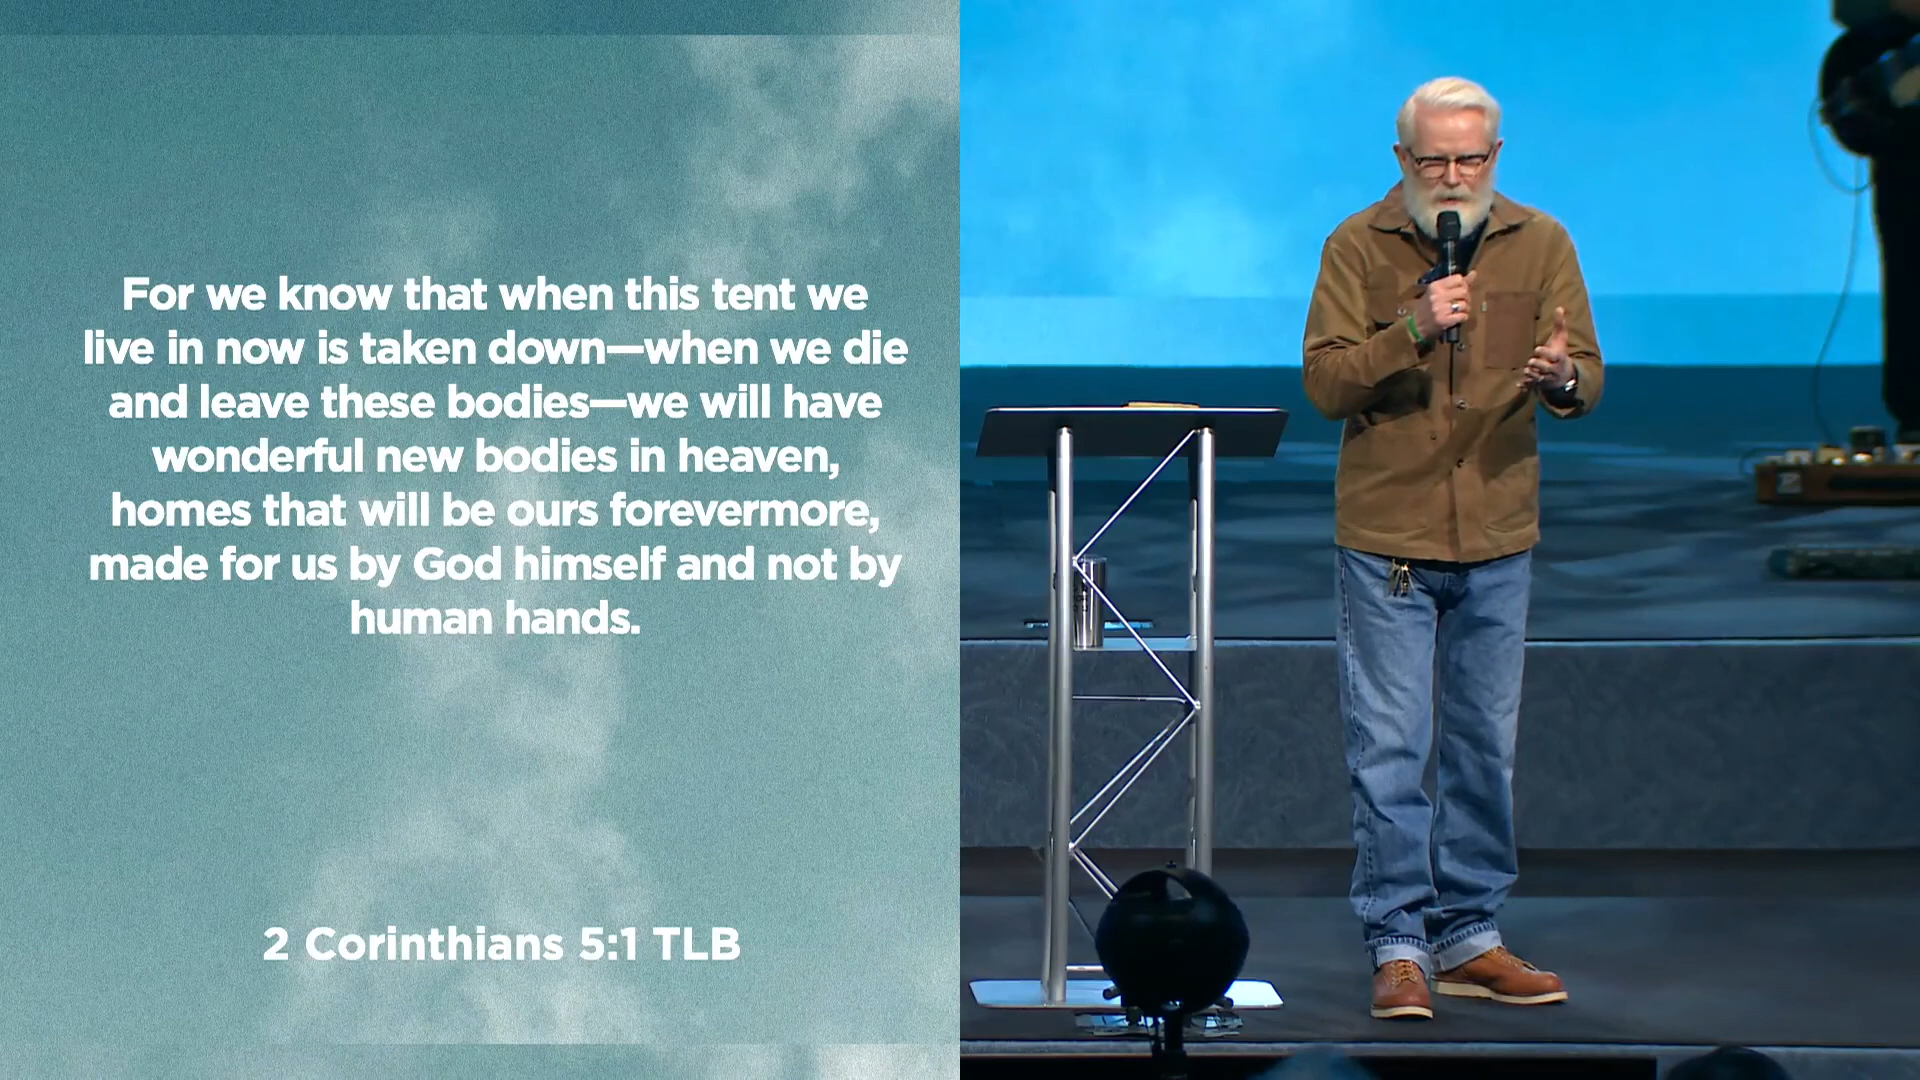 For we know that when this tent we
live in now is taken down—when we die
and leave these bodies—we will have
wonderful new bodies in heaven,
homes that will be ours forevermore,
made for us by God himself and not by
human hands.
2 Corinthians 5:1 TLB